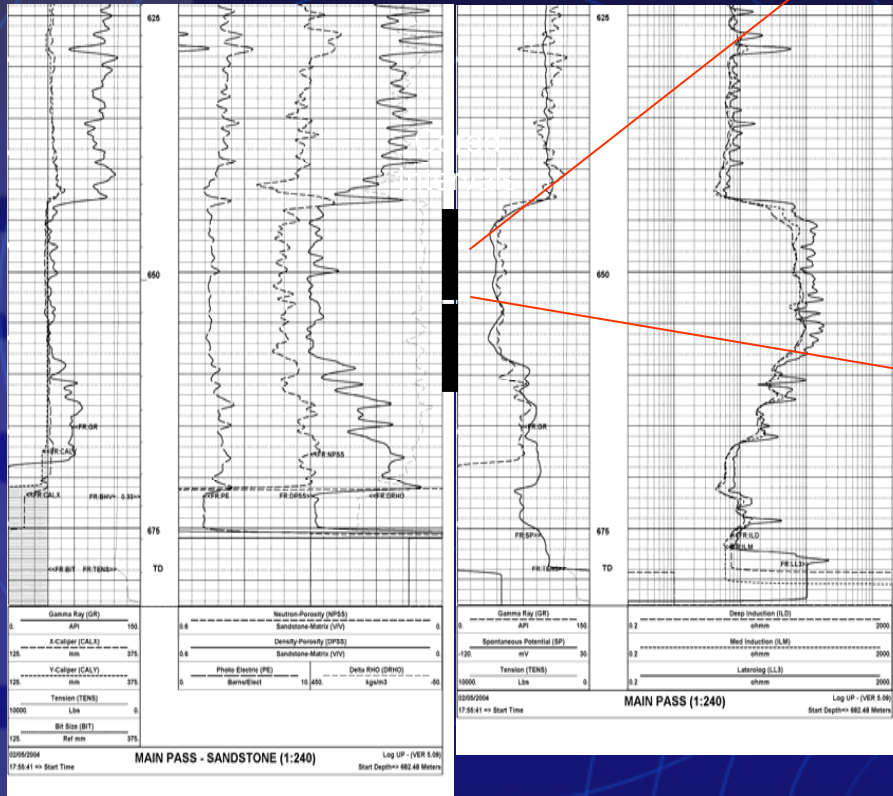 625
650
675
TD
FR:GR
FR:CALY
FR:CALX
FR:BHV= 0.33
FR:PE
FR:DPSS
FR:NPSS
FR:DRHO
FR:BIT
FR:TENS
Gamma Ray (GR)
0. API 150.
X-Caliper (CALX)
125. mm 375.
Y-Caliper (CALY)
125. mm 375.
Tension (TENS)
10000. Lbs 0.
Bit Size (BIT)
125. Ref mm 375.
Neutron-Porosity (NPSS)
0.6 Sandstone-Matrix (V/V) 0.
Density-Porosity (DPSS)
0.6 Sandstone-Matrix (V/V) 0.
Photo Electric (PE)
0. Barns/Elect 10.
Delta RHO (DRHO)
450. kgs/m3 -50.
02/05/2004
17:55:41 => Start Time
MAIN PASS - SANDSTONE (1:240)
Log UP - (VER 5.09)
Start Depth=> 682.48 Meters
625
650
675
TD
FR:GR
FR:SP
FR:TENS
FR:ILD
FR:ILM
FR:LL3
Gamma Ray (GR)
0. API 150.
Spontaneous Potential (SP)
-120. mV 30.
Tension (TENS)
10000. Lbs 0.
Deep Induction (ILD)
0.2 ohmm 2000.
Med Induction (ILM)
0.2 ohmm 2000.
Laterolog (LL3)
0.2 ohmm 2000.
02/05/2004
17:55:41 => Start Time
MAIN PASS (1:240)
Log UP - (VER 5.09)
Start Depth=> 682.48 Meters